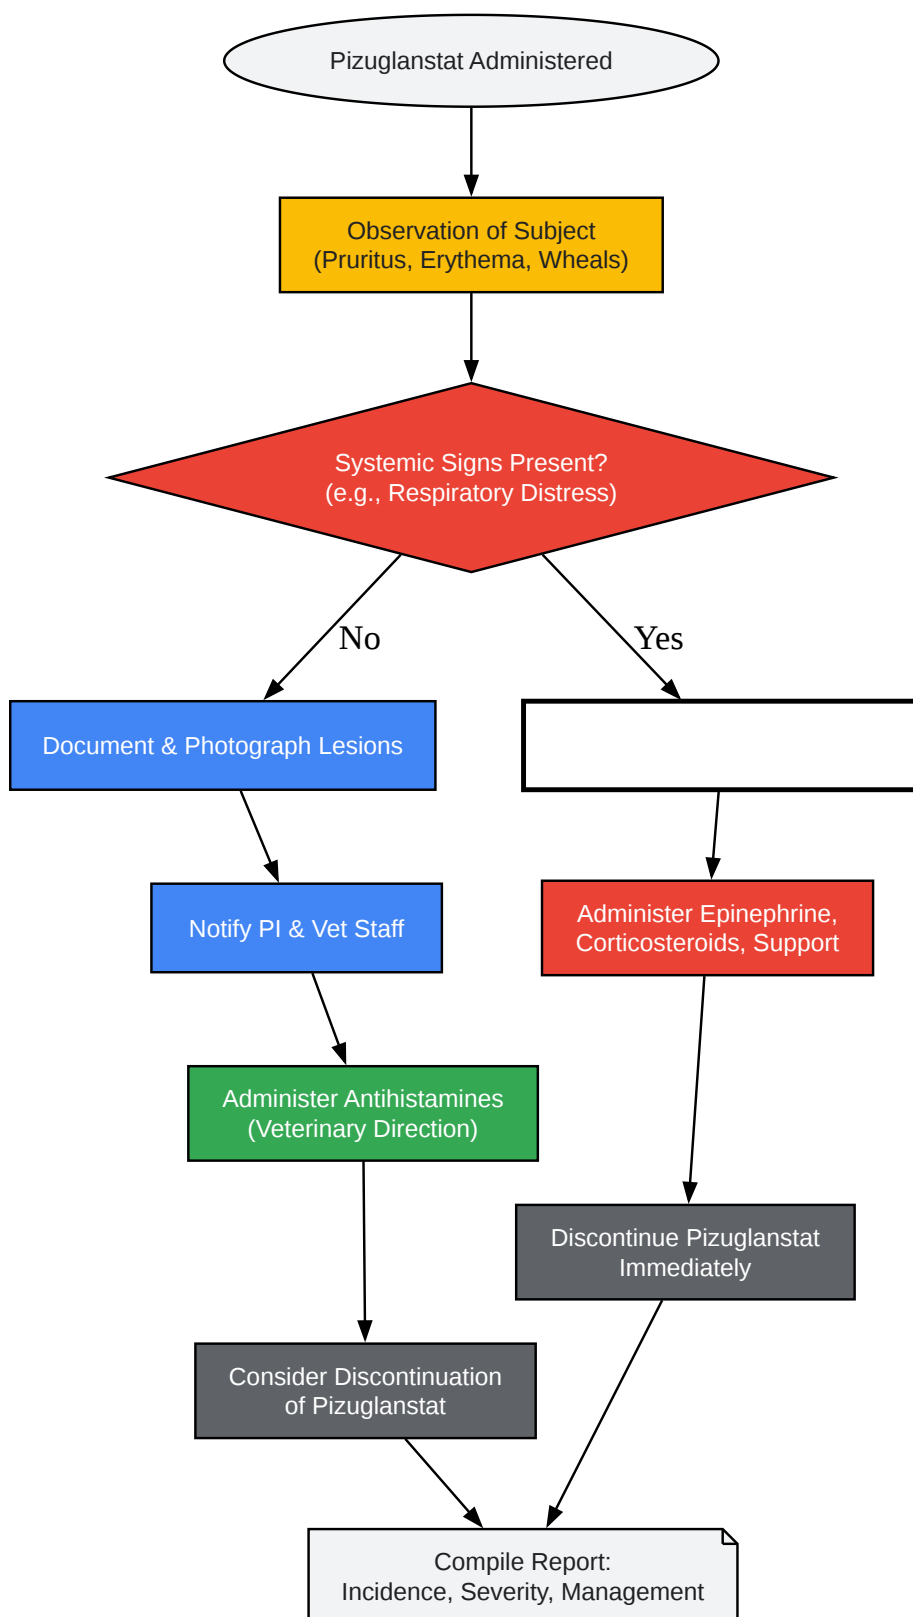 Pizuglanstat Administered
Observation of Subject
(Pruritus, Erythema, Wheals)
Systemic Signs Present?
(e.g., Respiratory Distress)
No
Yes
Document & Photograph Lesions
Notify PI & Vet Staff
Administer Epinephrine,
Corticosteroids, Support
Administer Antihistamines
(Veterinary Direction)
Discontinue Pizuglanstat
Immediately
Consider Discontinuation
of Pizuglanstat
Compile Report:
Incidence, Severity, Management